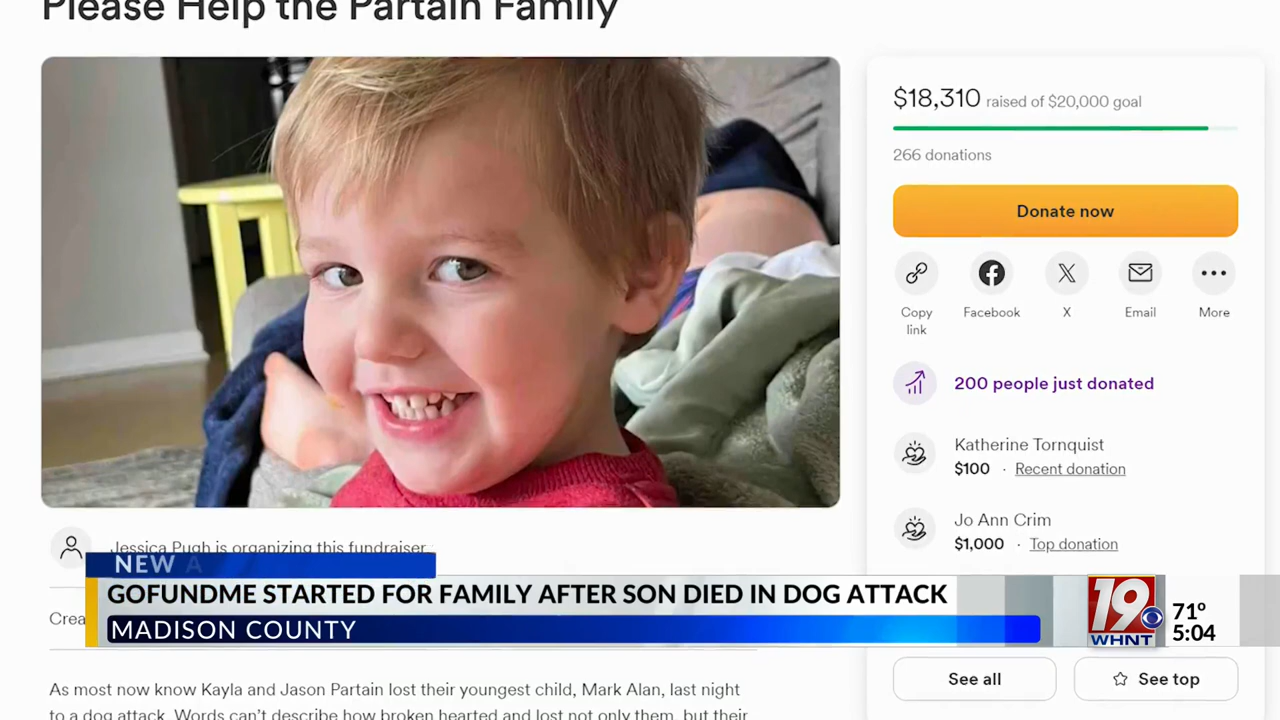 Please Help the Partain Family
$18,310 raised of $20,000 goal
266 donations
Donate now
Copy link
Facebook
X
Email
More
200 people just donated
Katherine Tornquist
$100 · Recent donation
Jo Ann Crim
$1,000 · Top donation
See all
See top
Jessica Pugh is organizing this fundraiser.
Crea
As most now know Kayla and Jason Partain lost their youngest child, Mark Alan, last night
to a dog attack. Words can't describe how broken hearted and lost not only them, but their
NEW A
GOFUNDME STARTED FOR FAMILY AFTER SON DIED IN DOG ATTACK
MADISON COUNTY
19
WHNT
71°
5:04